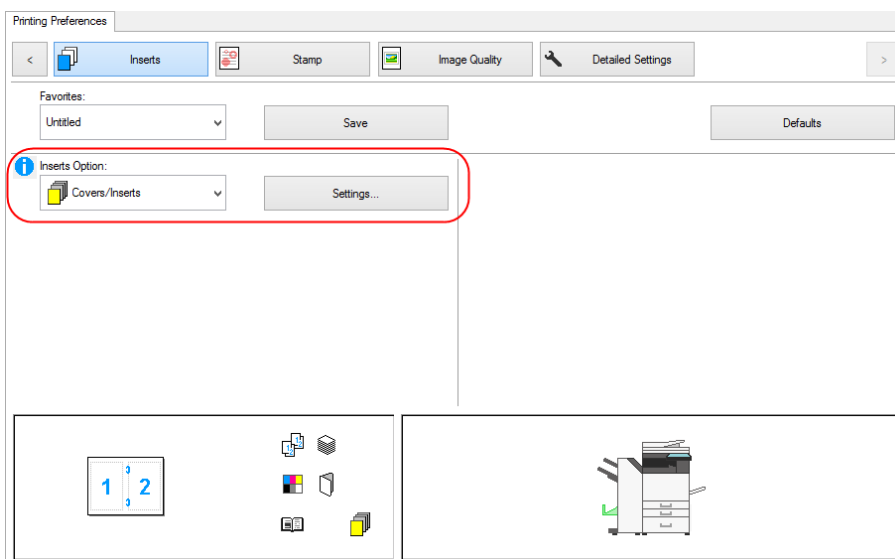 Printing Preferences
< Inserts Stamp Image Quality Detailed Settings >
Favorites:
Untitled Save Defaults
i Inserts Option:
Covers/Inserts Settings...
1 2